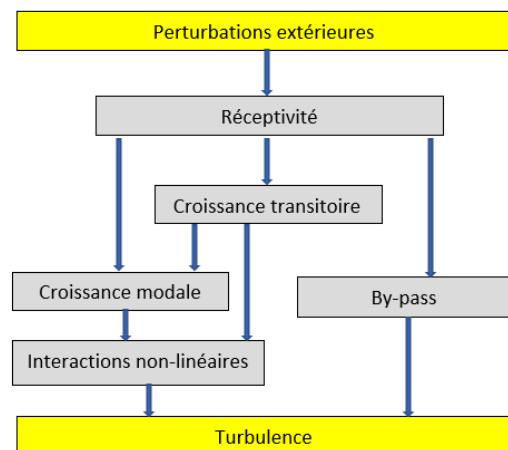 Perturbations extérieures
Réceptivité
Croissance transitoire
Croissance modale
By-pass
Interactions non-linéaires
Turbulence